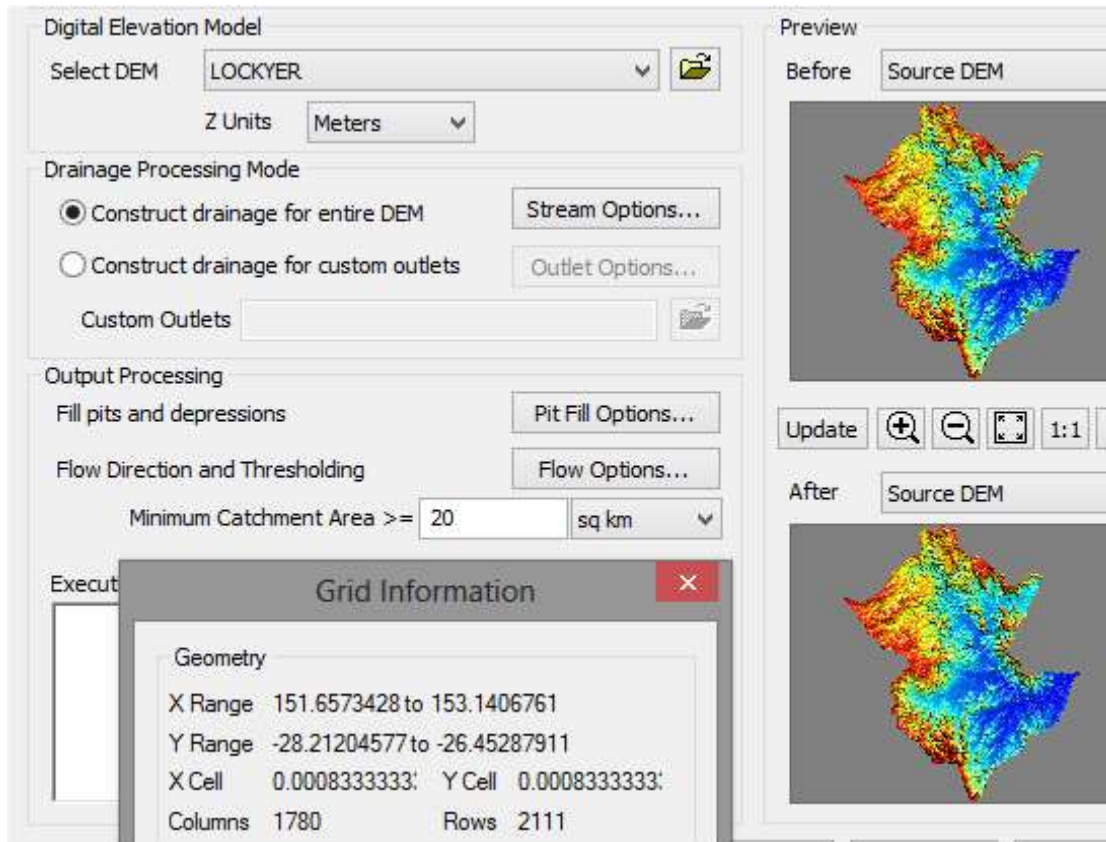 Digital Elevation Model
Select DEM LOCKYER
Z Units Meters
Drainage Processing Mode
Construct drainage for entire DEM Stream Options...
Construct drainage for custom outlets Outlet Options...
Custom Outlets
Output Processing
Fill pits and depressions Pit Fill Options...
Flow Direction and Thresholding Flow Options...
Minimum Catchment Area >= 20 sq km
Execut
Grid Information
Geometry
X Range 151.6573428 to 153.1406761
Y Range -28.21204577 to -26.45287911
X Cell 0.0008333333 Y Cell 0.0008333333
Columns 1780 Rows 2111
Preview
Before Source DEM
Update 1:1
After Source DEM